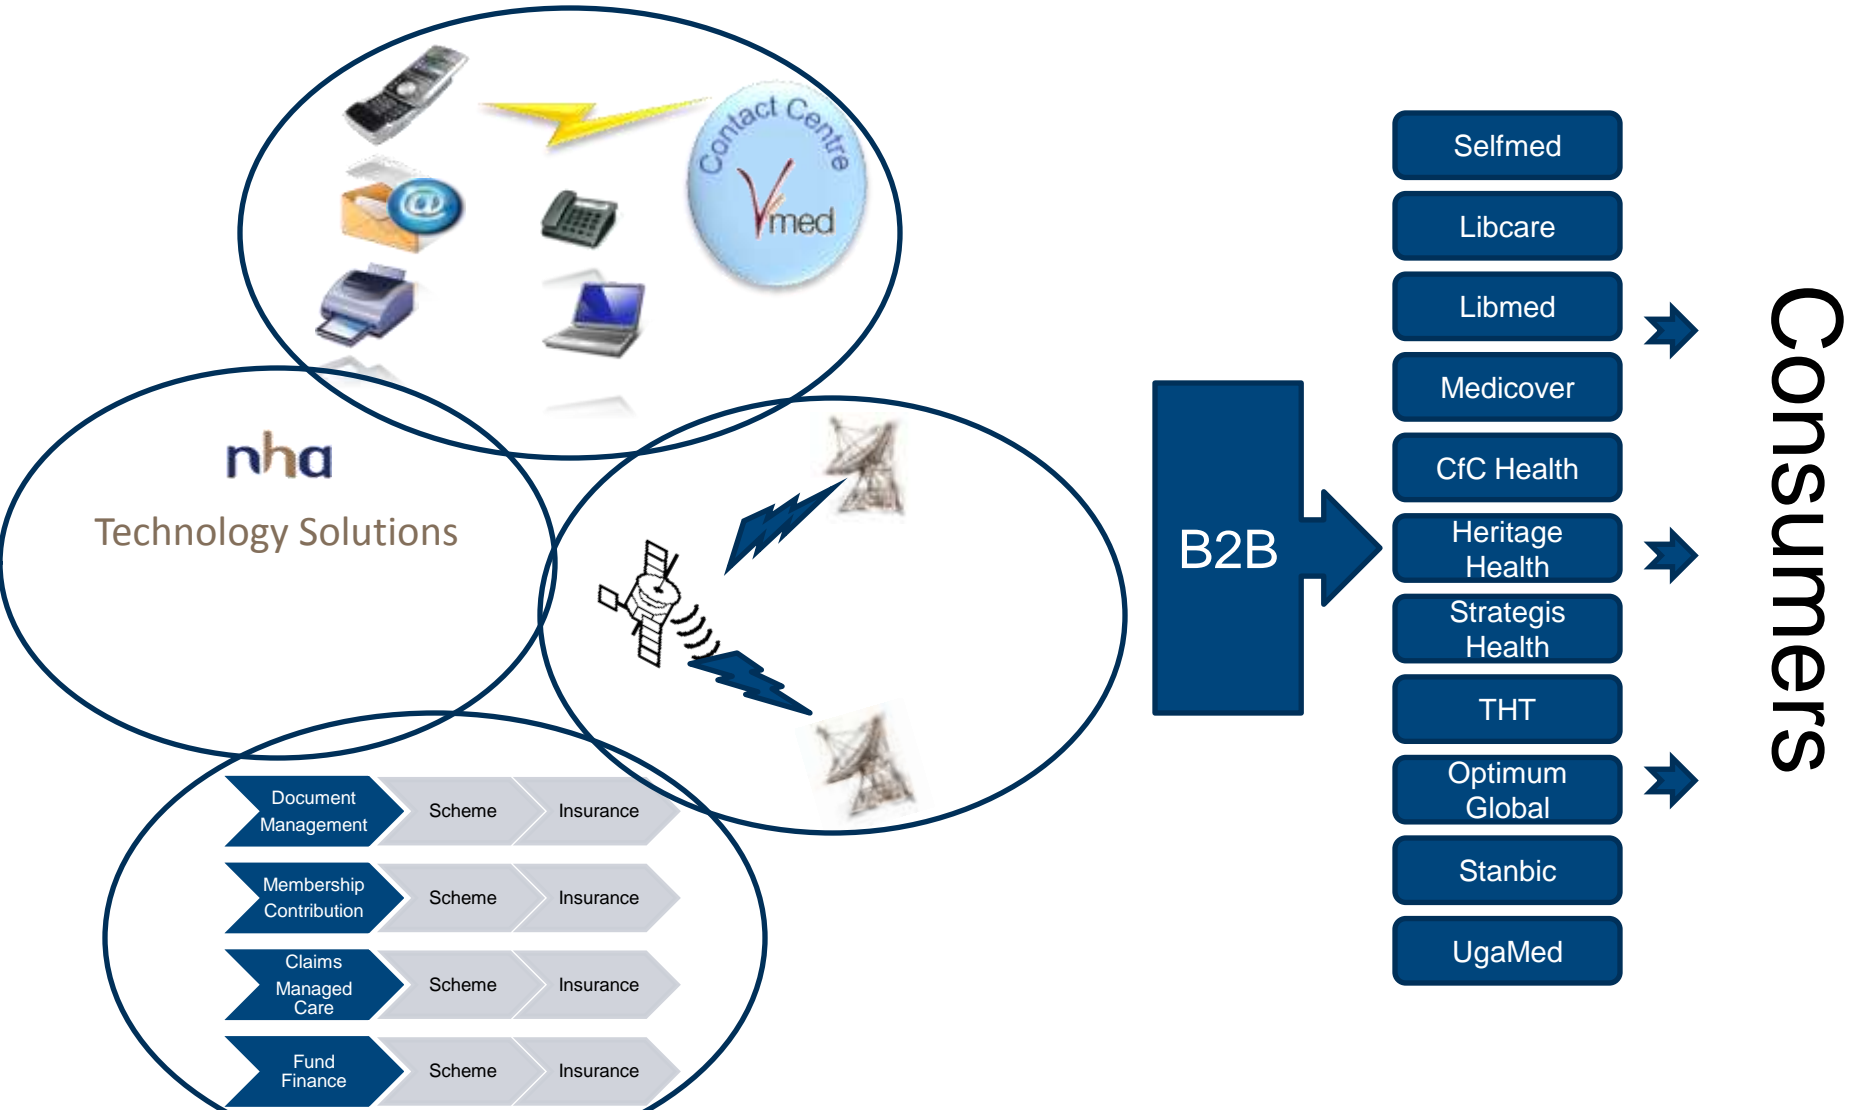 Contact Centre
Vmed
nha
Technology Solutions
Document
Management
Scheme
Insurance
Membership
Contribution
Scheme
Insurance
Claims
Managed
Care
Scheme
Insurance
Fund
Finance
Scheme
Insurance
B2B
Selfmed
Libcare
Libmed
Medicover
CfC Health
Heritage
Health
Strategis
Health
THT
Optimum
Global
Stanbic
UgaMed
Consumers